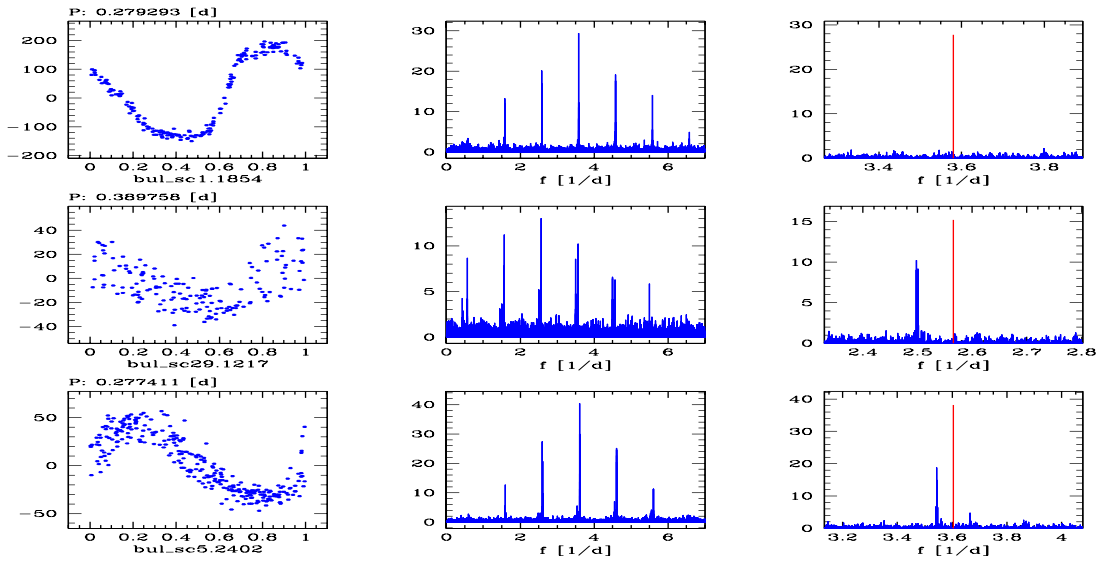 P: 0.279293 [d]
200
100
0
−100
−200
0 0.2 0.4 0.6 0.8 1
bul_sc1.1854
30
20
10
0
0 2 4 6
f [1/d]
30
20
10
0
3.4 3.6 3.8
f [1/d]
P: 0.389758 [d]
40
20
0
−20
−40
0 0.2 0.4 0.6 0.8 1
bul_sc29.1217
10
5
0
0 2 4 6
f [1/d]
15
10
5
0
2.4 2.5 2.6 2.7 2.8
f [1/d]
P: 0.277411 [d]
50
0
−50
0 0.2 0.4 0.6 0.8 1
bul_sc5.2402
40
30
20
10
0
0 2 4 6
f [1/d]
40
30
20
10
0
3.2 3.4 3.6 3.8 4
f [1/d]